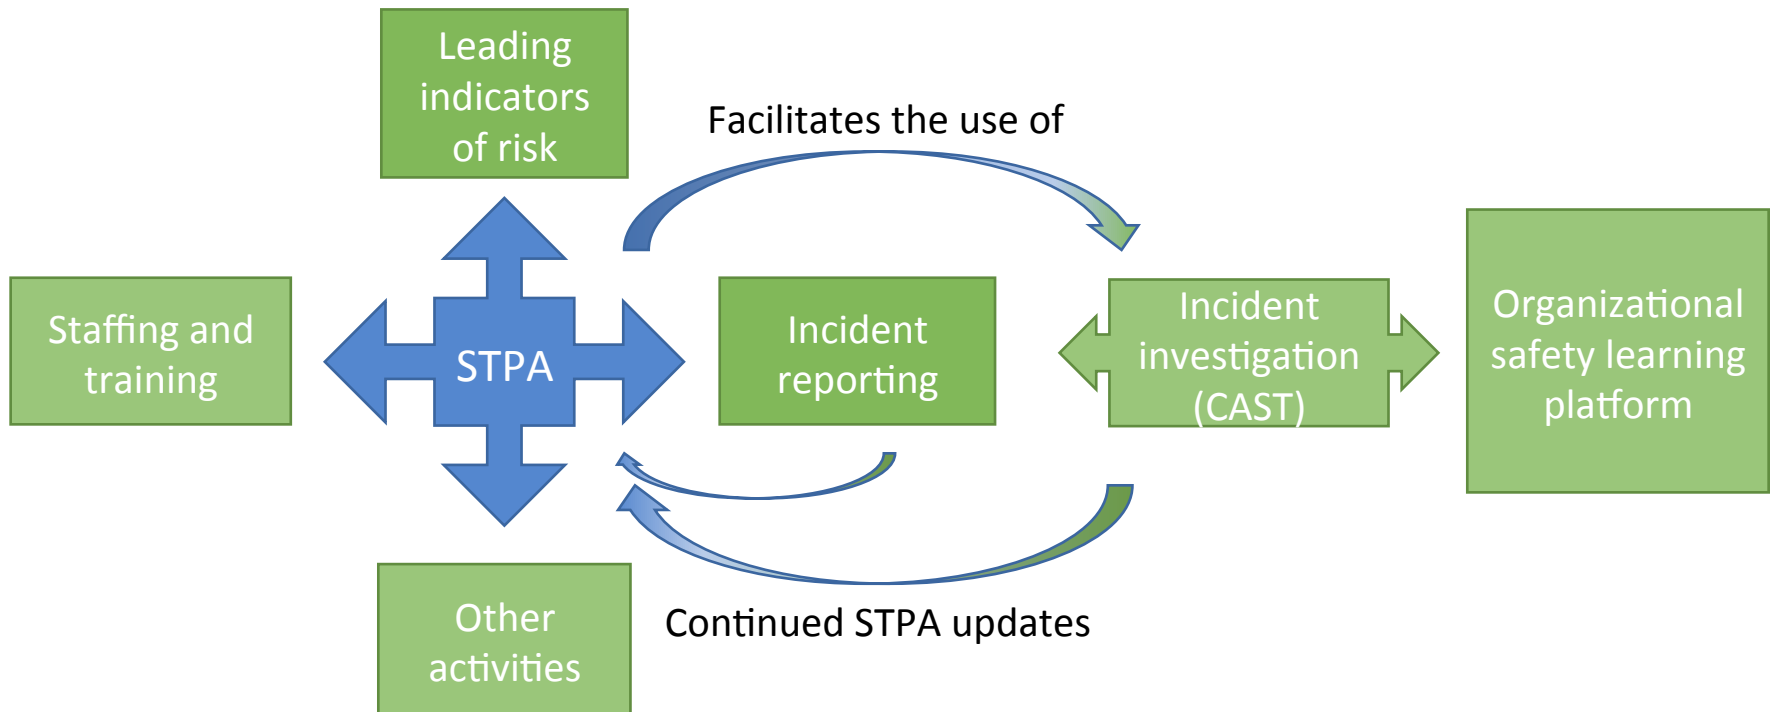 Leading
indicators
of risk
Facilitates the use of
Staffing and
training
STPA
Incident
reporting
Incident
investigation
(CAST)
Organizational
safety learning
platform
Other
activities
Continued STPA updates